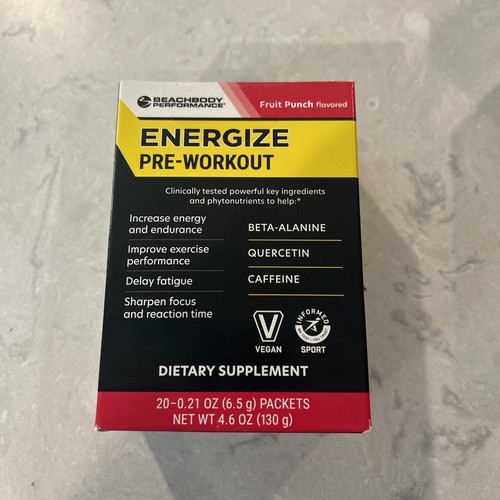 BEACHBODY
PERFORMANCE®
Fruit Punch flavored
ENERGIZE
PRE-WORKOUT
Clinically tested powerful key ingredients
and phytonutrients to help:*
Increase energy
and endurance
Improve exercise
performance
Delay fatigue
Sharpen focus
and reaction time
BETA-ALANINE
QUERCETIN
CAFFEINE
V
VEGAN
INFORMED
SPORT
DIETARY SUPPLEMENT
20–0.21 OZ (6.5 g) PACKETS
NET WT 4.6 OZ (130 g)